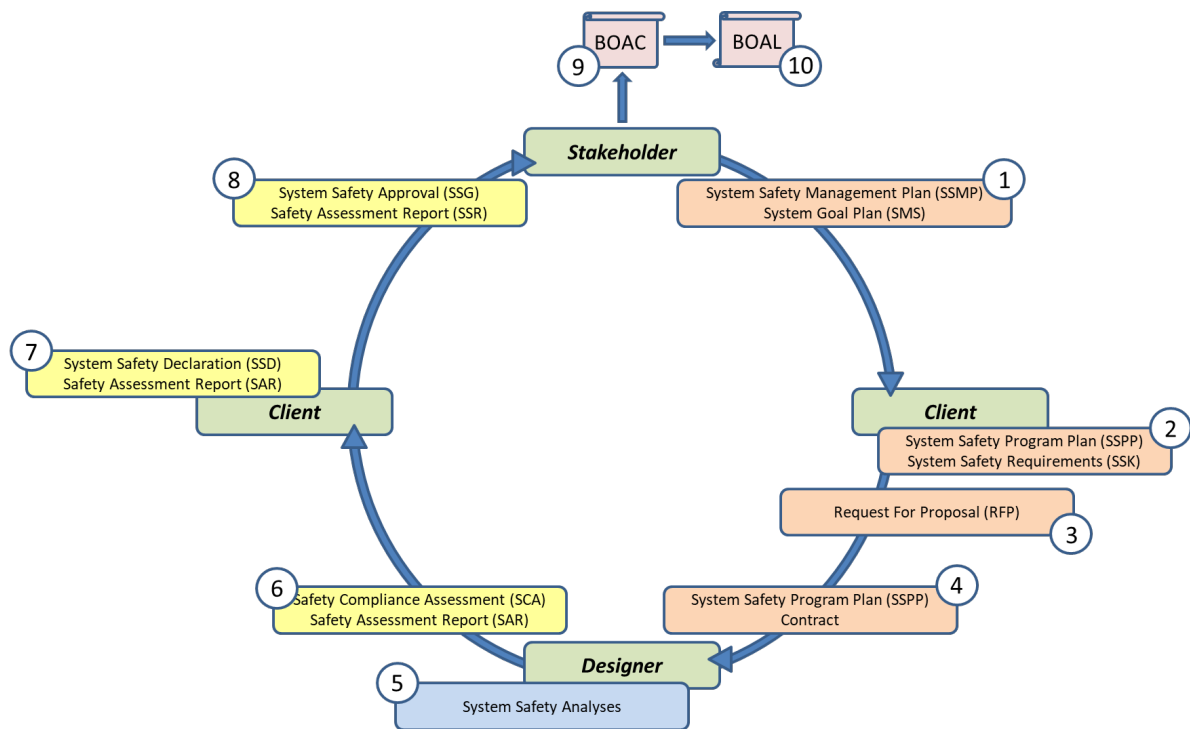 BOAC
BOAL
9
10
Stakeholder
8
System Safety Approval (SSG)
Safety Assessment Report (SSR)
1
System Safety Management Plan (SSMP)
System Goal Plan (SMS)
7
System Safety Declaration (SSD)
Safety Assessment Report (SAR)
Client
Client
2
System Safety Program Plan (SSPP)
System Safety Requirements (SSK)
Request For Proposal (RFP)
3
6
Safety Compliance Assessment (SCA)
Safety Assessment Report (SAR)
4
System Safety Program Plan (SSPP)
Contract
Designer
5
System Safety Analyses